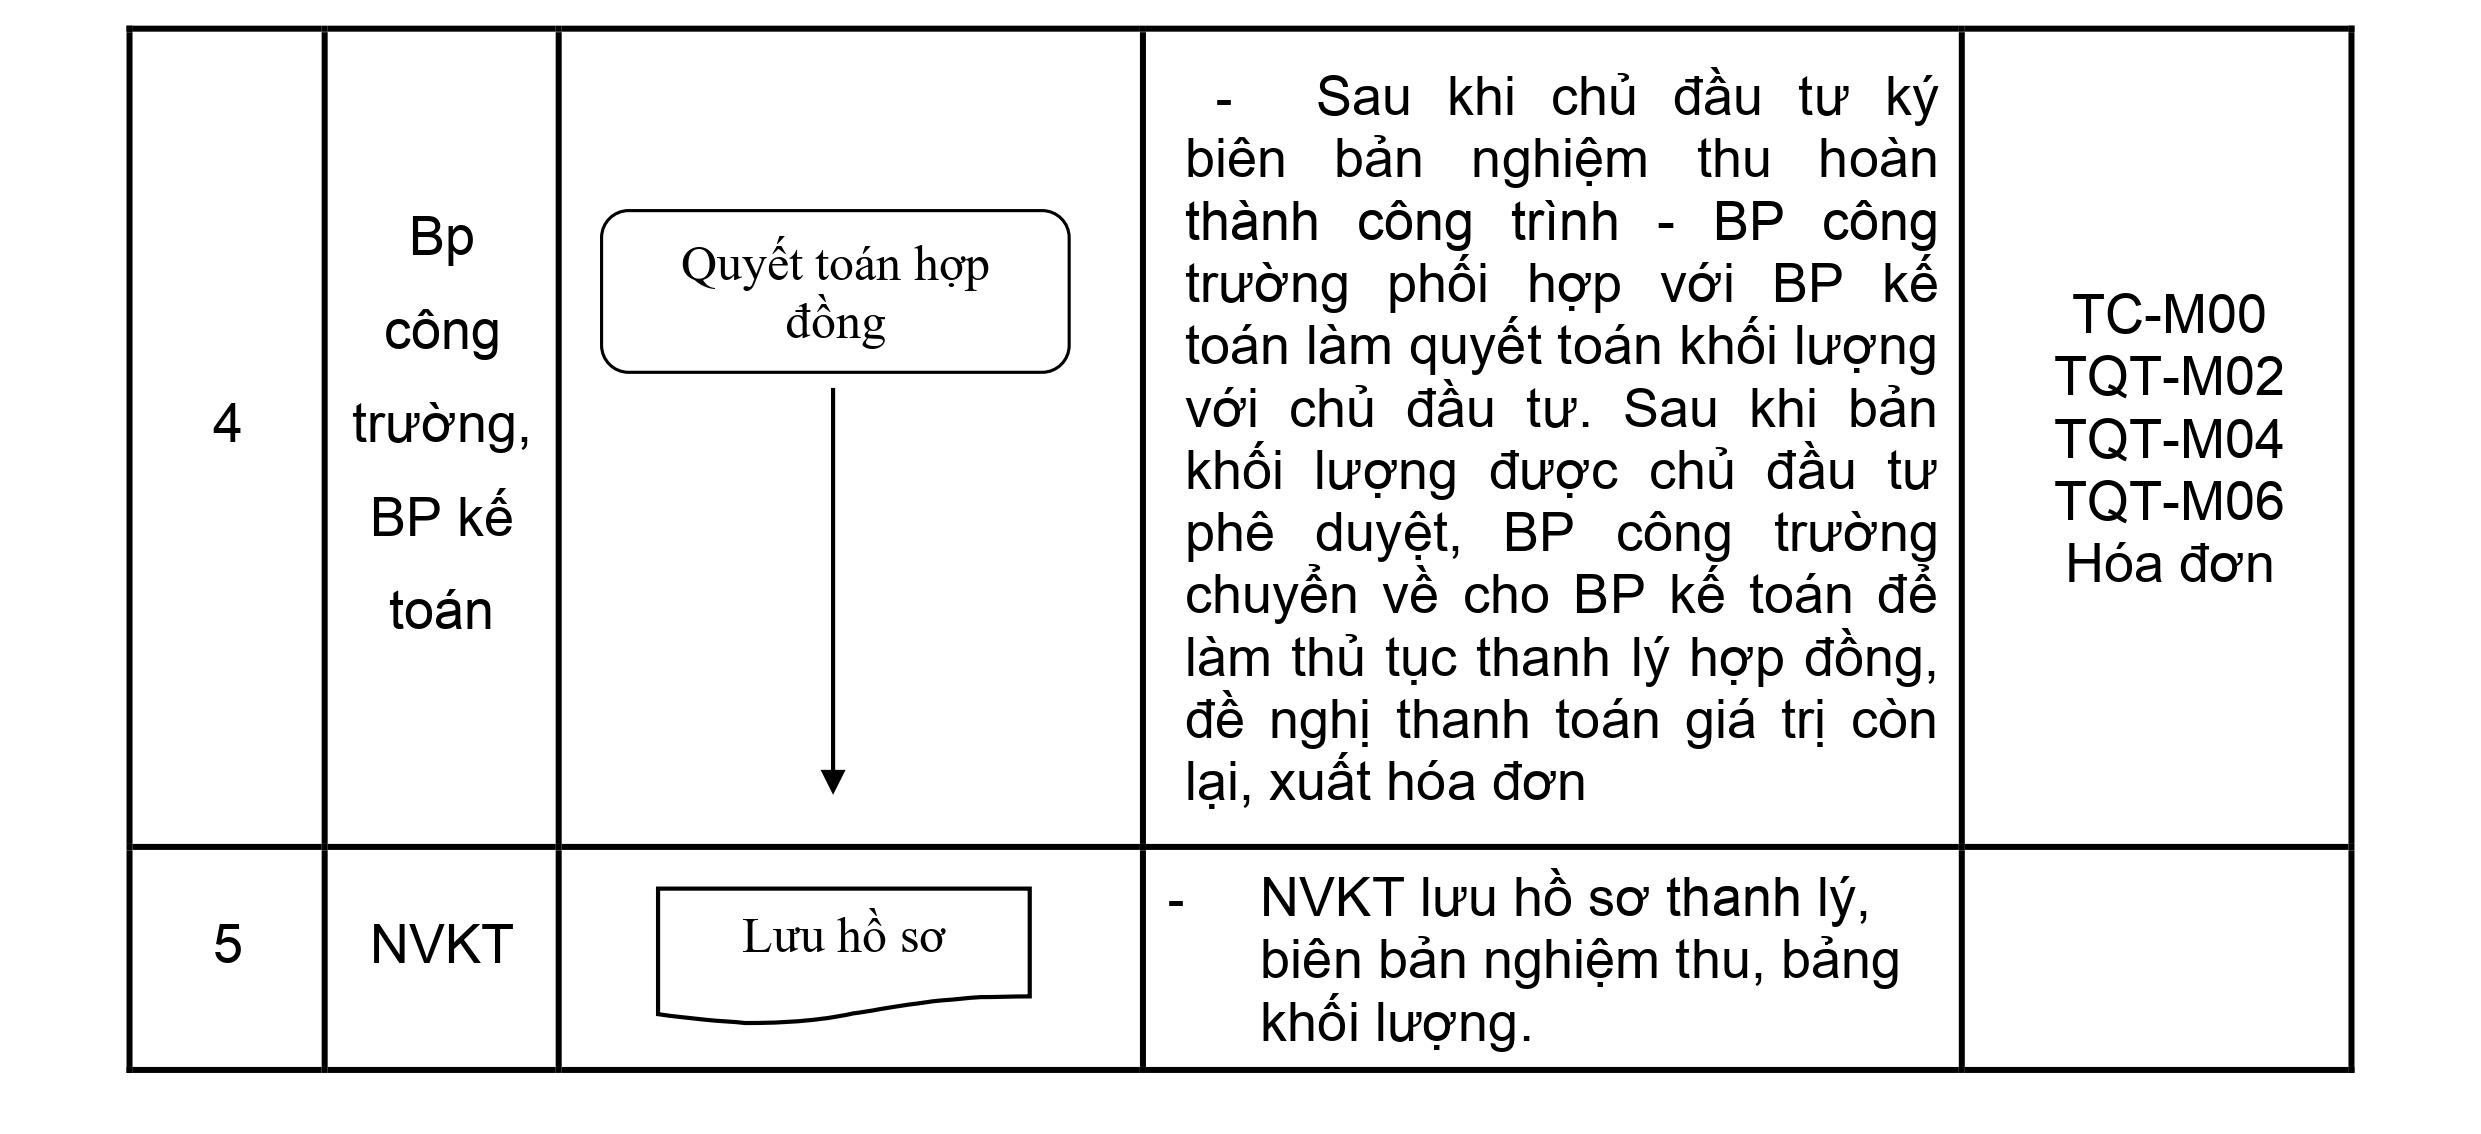 4
Bp
công
trường,
BP kế
toán
Quyết toán hợp
đồng
- Sau khi chủ đầu tư ký
biên bản nghiệm thu hoàn
thành công trình - BP công
trường phối hợp với BP kế
toán làm quyết toán khối lượng
với chủ đầu tư. Sau khi bản
khối lượng được chủ đầu tư
phê duyệt, BP công trường
chuyển về cho BP kế toán để
làm thủ tục thanh lý hợp đồng,
đề nghị thanh toán giá trị còn
lại, xuất hóa đơn
TC-M00
TQT-M02
TQT-M04
TQT-M06
Hóa đơn
5
NVKT
Lưu hồ sơ
- NVKT lưu hồ sơ thanh lý,
biên bản nghiệm thu, bảng
khối lượng.